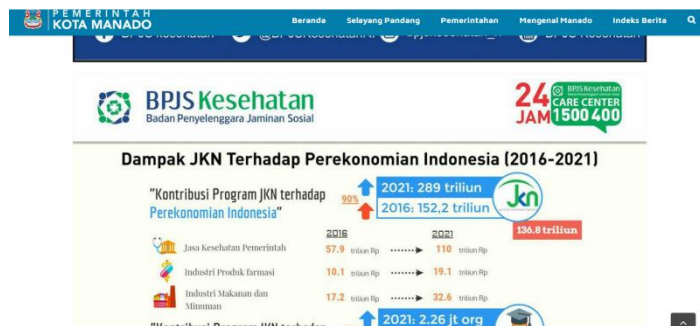 PEMERINTAH
KOTA MANADO
Beranda Selayang Pandang Pemerintahan Mengenal Manado Indeks Berita
BPJS Kesehatan
Badan Penyelenggara Jaminan Sosial
24 JAM
BPJS Kesehatan
CARE CENTER
1500 400
Dampak JKN Terhadap Perekonomian Indonesia (2016-2021)
"Kontribusi Program JKN terhadap
Perekonomian Indonesia"
90%
2021: 289 triliun
2016: 152,2 triliun
jkn
136.8 triliun
2016 2021
Jasa Kesehatan Pemerintah 57.9 triliun Rp 110 triliun Rp
Industri Produk farmasi 10.1 triliun Rp 19.1 triliun Rp
Industri Makanan dan
Minuman
17.2 triliun Rp 32.6 triliun Rp
"Kontribusi Program JKN terhadap
2021: 2.26 jt org